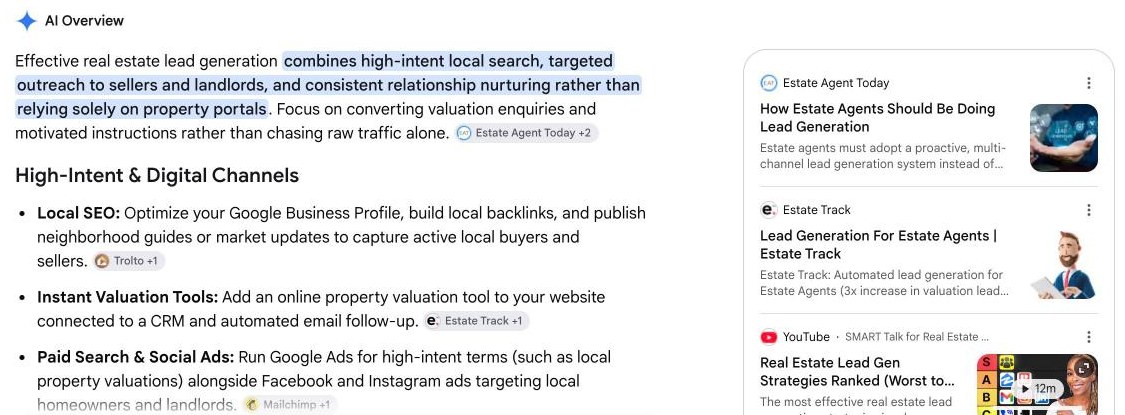 AI Overview
Effective real estate lead generation combines high-intent local search, targeted
outreach to sellers and landlords, and consistent relationship nurturing rather than
relying solely on property portals. Focus on converting valuation enquiries and
motivated instructions rather than chasing raw traffic alone. Estate Agent Today +2
High-Intent & Digital Channels
• Local SEO: Optimize your Google Business Profile, build local backlinks, and publish
neighborhood guides or market updates to capture active local buyers and
sellers. Trolto +1
• Instant Valuation Tools: Add an online property valuation tool to your website
connected to a CRM and automated email follow-up. Estate Track +1
• Paid Search & Social Ads: Run Google Ads for high-intent terms (such as local
property valuations) alongside Facebook and Instagram ads targeting local
homeowners and landlords. Mailchimp +1
Estate Agent Today
How Estate Agents Should Be Doing
Lead Generation
Estate agents must adopt a proactive, multi-
channel lead generation system instead of...
Estate Track
Lead Generation For Estate Agents |
Estate Track
Estate Track: Automated lead generation for
Estate Agents (3x increase in valuation lead...
YouTube · SMART Talk for Real Estate ...
Real Estate Lead Gen
Strategies Ranked (Worst to...
The most effective real estate lead
S
A
B
12m